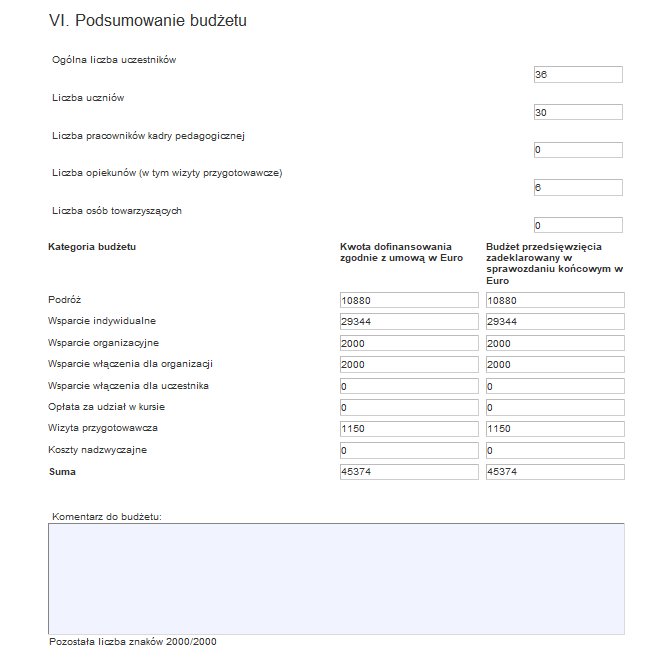 VI. Podsumowanie budżetu
Ogólna liczba uczestników
36
Liczba uczniów
30
Liczba pracowników kadry pedagogicznej
0
Liczba opiekunów (w tym wizyty przygotowawcze)
6
Liczba osób towarzyszących
0
Kategoria budżetu
Kwota dofinansowania
zgodnie z umową w Euro
Budżet przedsięwzięcia
zadeklarowany w
sprawozdaniu końcowym w
Euro
Podróż 10880 10880
Wsparcie indywidualne 29344 29344
Wsparcie organizacyjne 2000 2000
Wsparcie włączenia dla organizacji 2000 2000
Wsparcie włączenia dla uczestnika 0 0
Opłata za udział w kursie 0 0
Wizyta przygotowawcza 1150 1150
Koszty nadzwyczajne 0 0
Suma 45374 45374
Komentarz do budżetu:
Pozostała liczba znaków 2000/2000